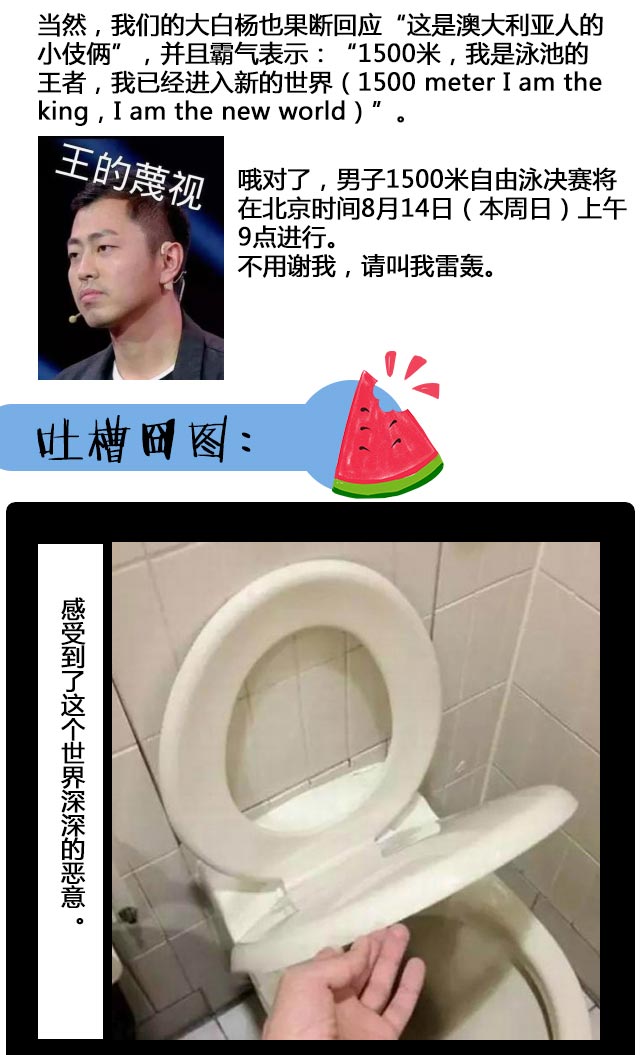 当然，我们的大白杨也果断回应“这是澳大利亚人的
小伎俩”，并且霸气表示：“1500米，我是泳池的
王者，我已经进入新的世界（1500 meter I am the
king，I am the new world）”。
王的蔑视
哦对了，男子1500米自由泳决赛将
在北京时间8月14日（本周日）上午
9点进行。
不用谢我，请叫我雷轰。
吐槽囧图：
感受到了这个世界深深的恶意。